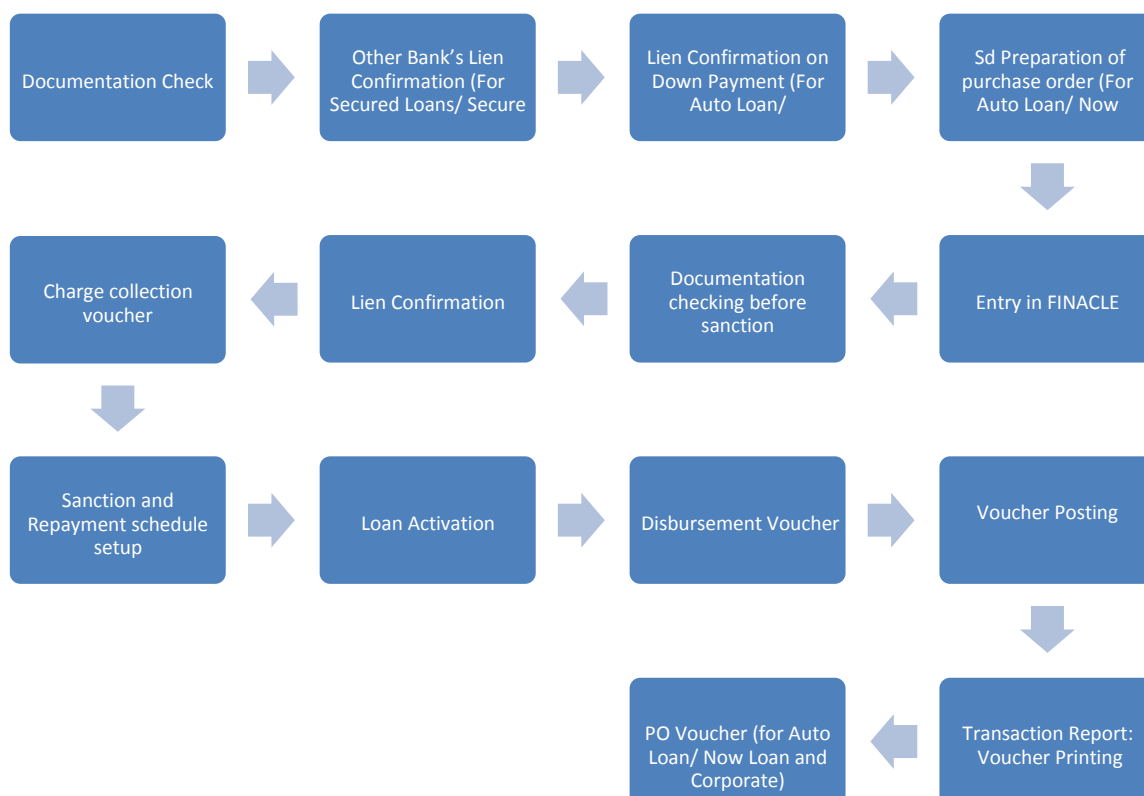 Documentation Check
Other Bank’s Lien
Confirmation (For
Secured Loans/ Secure
Lien Confirmation on
Down Payment (For
Auto Loan/
Sd Preparation of
purchase order (For
Auto Loan/ Now
Entry in FINACLE
Documentation
checking before
sanction
Lien Confirmation
Charge collection
voucher
Sanction and
Repayment schedule
setup
Loan Activation
Disbursement Voucher
Voucher Posting
Transaction Report:
Voucher Printing
PO Voucher (for Auto
Loan/ Now Loan and
Corporate)